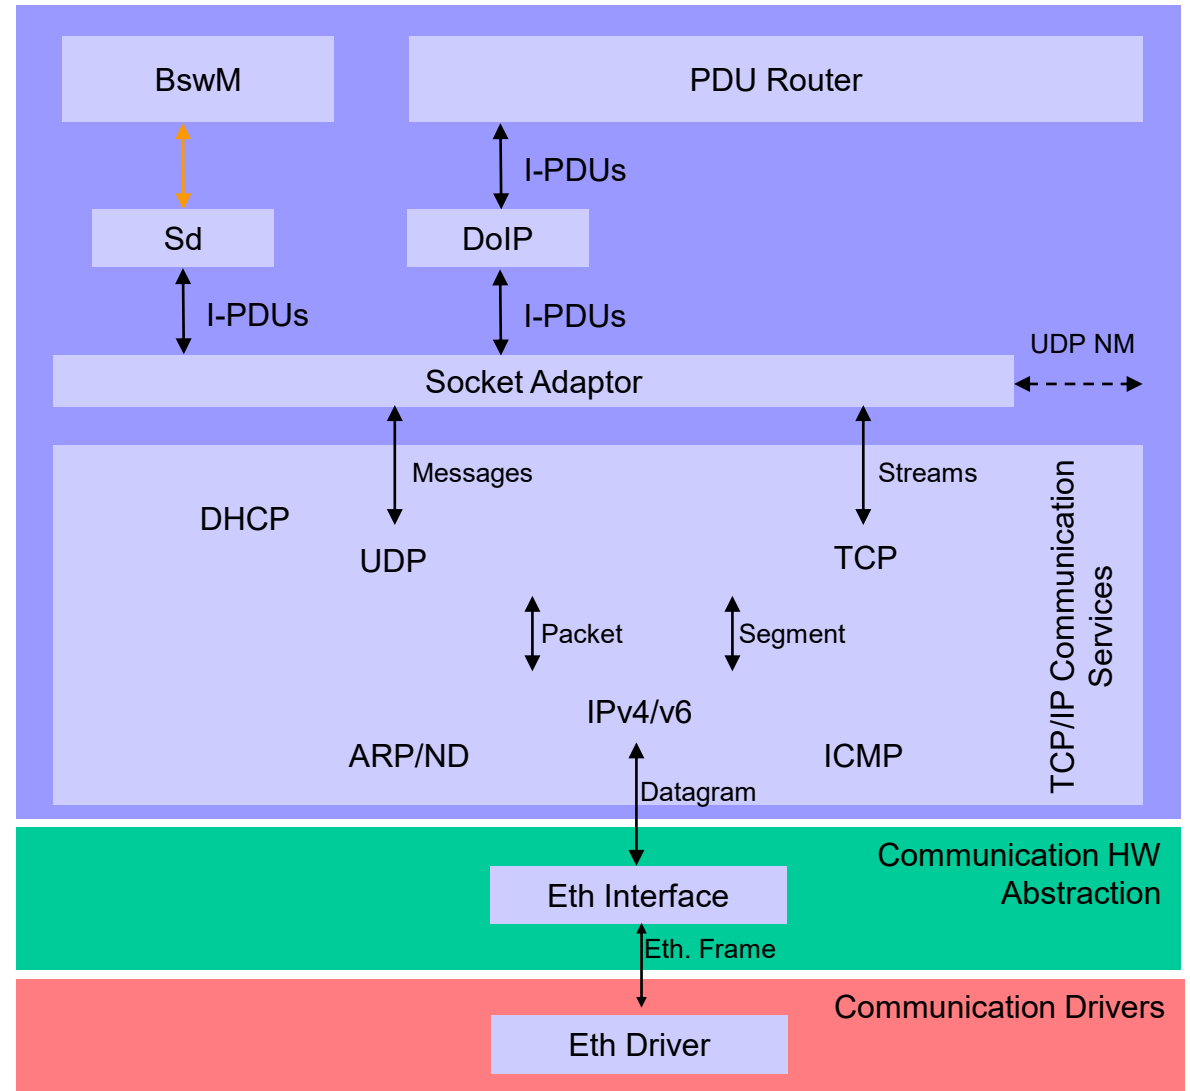 BswM
PDU Router
I-PDUs
Sd
DoIP
I-PDUs
I-PDUs
UDP NM
Socket Adaptor
Messages
Streams
DHCP
UDP
TCP
Packet
Segment
IPv4/v6
ARP/ND
ICMP
Datagram
TCP/IP Communication
Services
Communication HW
Abstraction
Eth Interface
Eth. Frame
Communication Drivers
Eth Driver